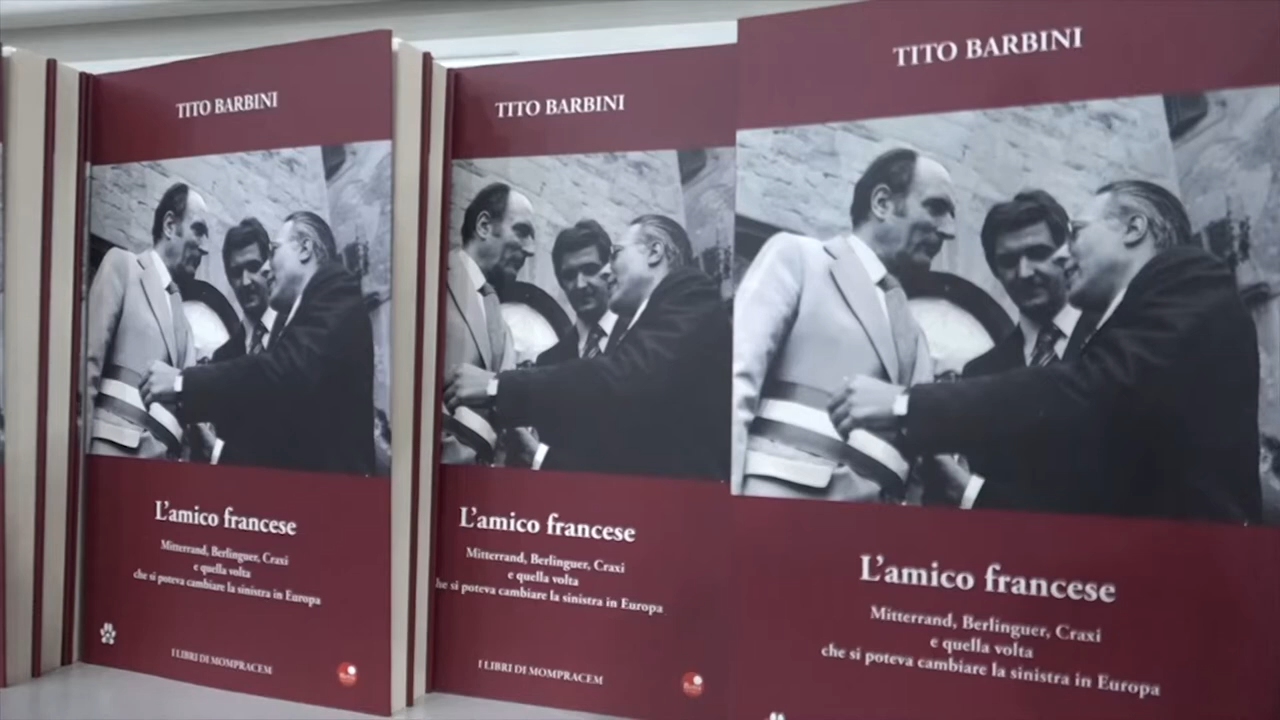 TITO BARBINI
L'amico francese
Mitterrand, Berlinguer, Craxi
e quella volta
che si poteva cambiare la sinistra in Europa
I LIBRI DI MOMPRACEM
TITO BARBINI
L'amico francese
Mitterrand, Berlinguer, Craxi
e quella volta
he si poteva cambiare la sinistra in Europa
I LIBRI DI MOMPRACEM
TITO BARBINI
L'amico francese
Mitterrand, Berlinguer, Craxi
e quella volta
che si poteva cambiare la sinistra in Europa